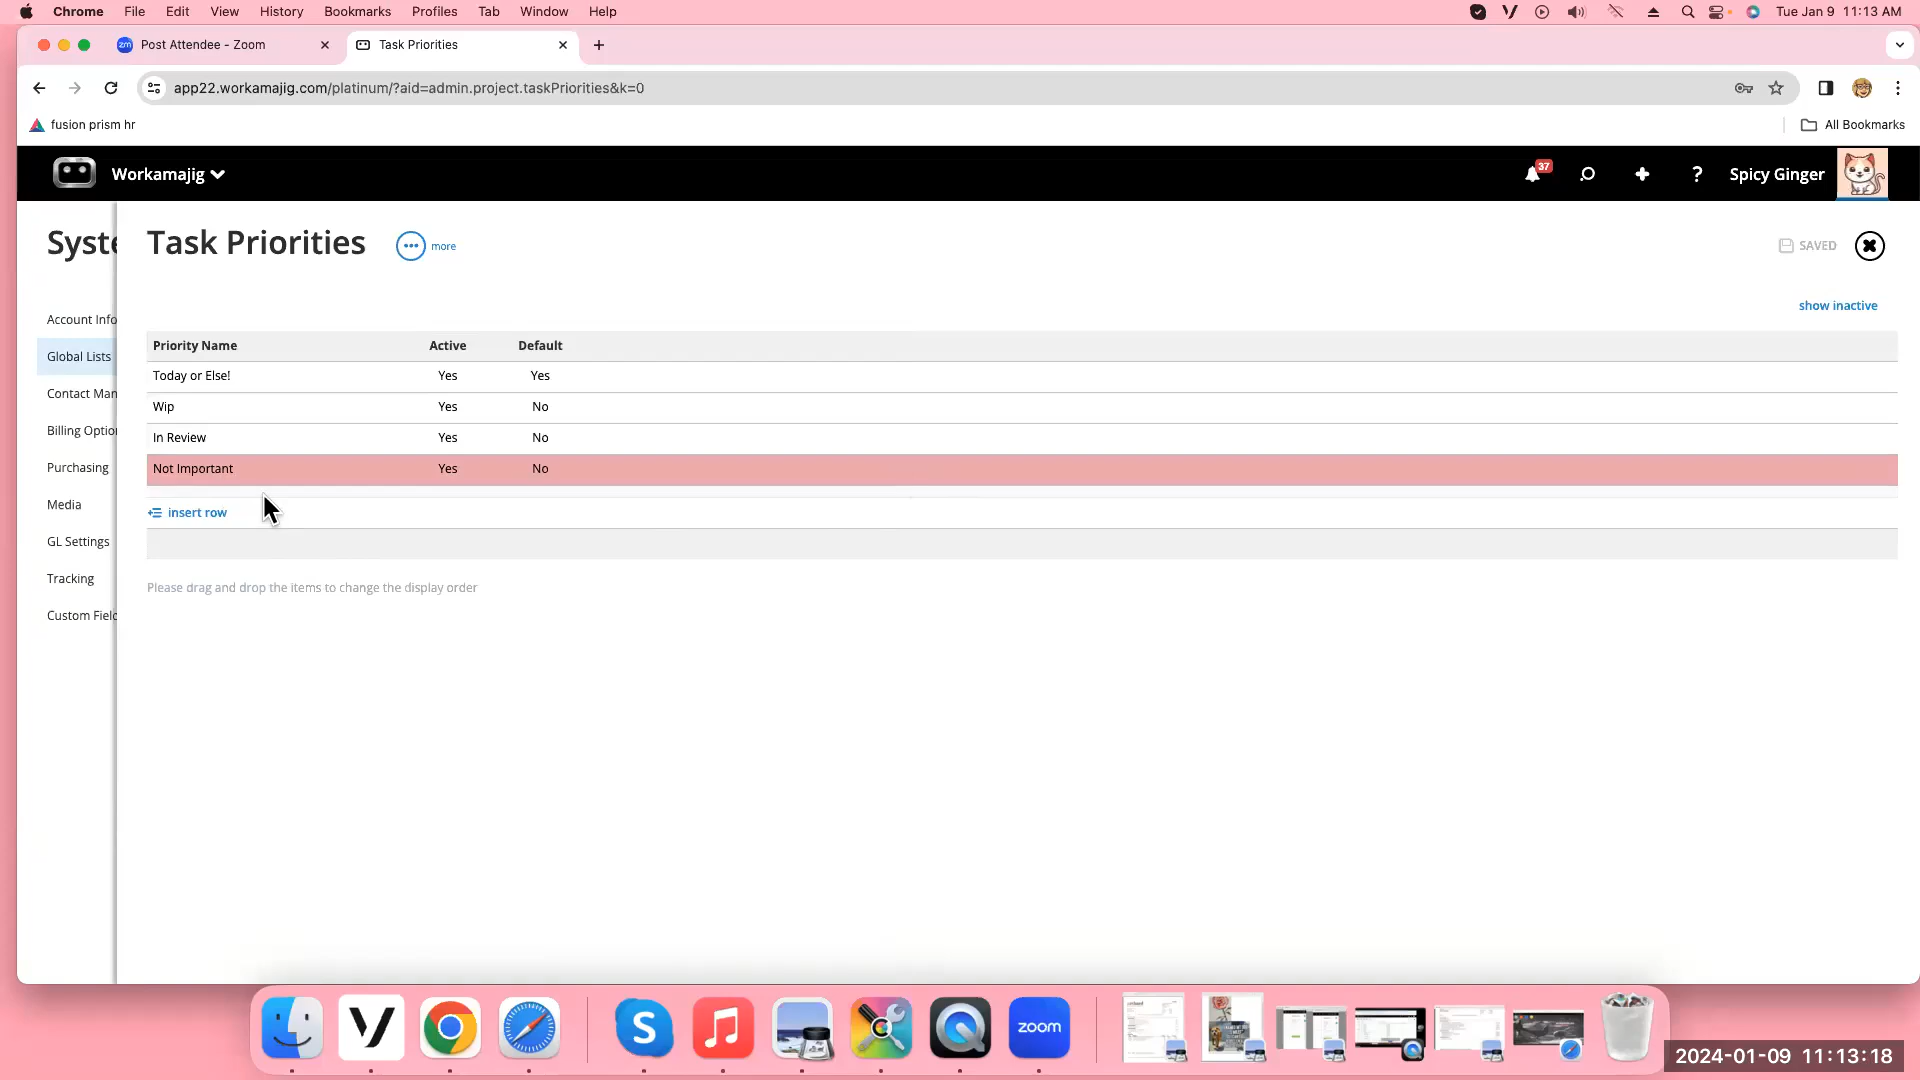 Chrome File Edit View History Bookmarks Profiles Tab Window Help Tue Jan 9 11:13 AM
zm Post Attendee - Zoom Task Priorities
app22.workamajig.com/platinum/?aid=admin.project.taskPriorities&k=0
fusion prism hr All Bookmarks
Workamajig 37 ? Spicy Ginger
Syste Task Priorities more SAVED
show inactive
Account Info
Global Lists
Contact Man
Billing Option
Purchasing
Media
GL Settings
Tracking
Custom Field
Priority Name Active Default
Today or Else! Yes Yes
Wip Yes No
In Review Yes No
Not Important Yes No
insert row
Please drag and drop the items to change the display order
zoom
2024-01-09 11:13:18